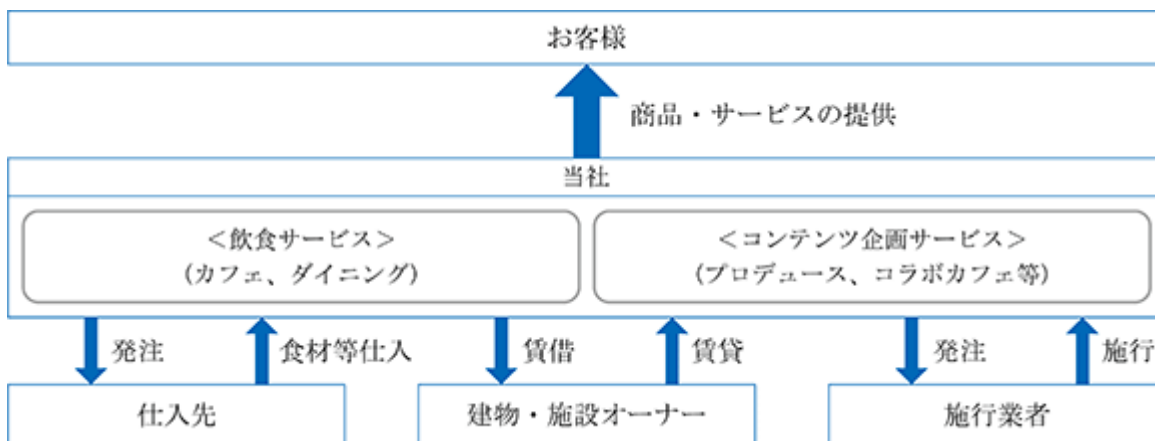 お客様
商品・サービスの提供
当社
＜飲食サービス＞
（カフェ、ダイニング）
＜コンテンツ企画サービス＞
（プロデュース、コラボカフェ等）
発注
食材等仕入
賃借
賃貸
発注
施行
仕入先
建物・施設オーナー
施行業者